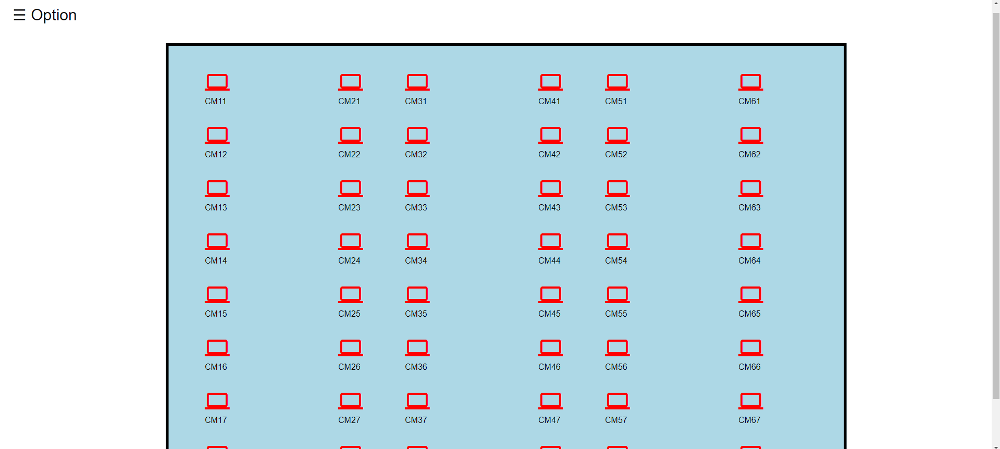 ☰ Option
CM11 CM21 CM31 CM41 CM51 CM61
CM12 CM22 CM32 CM42 CM52 CM62
CM13 CM23 CM33 CM43 CM53 CM63
CM14 CM24 CM34 CM44 CM54 CM64
CM15 CM25 CM35 CM45 CM55 CM65
CM16 CM26 CM36 CM46 CM56 CM66
CM17 CM27 CM37 CM47 CM57 CM67